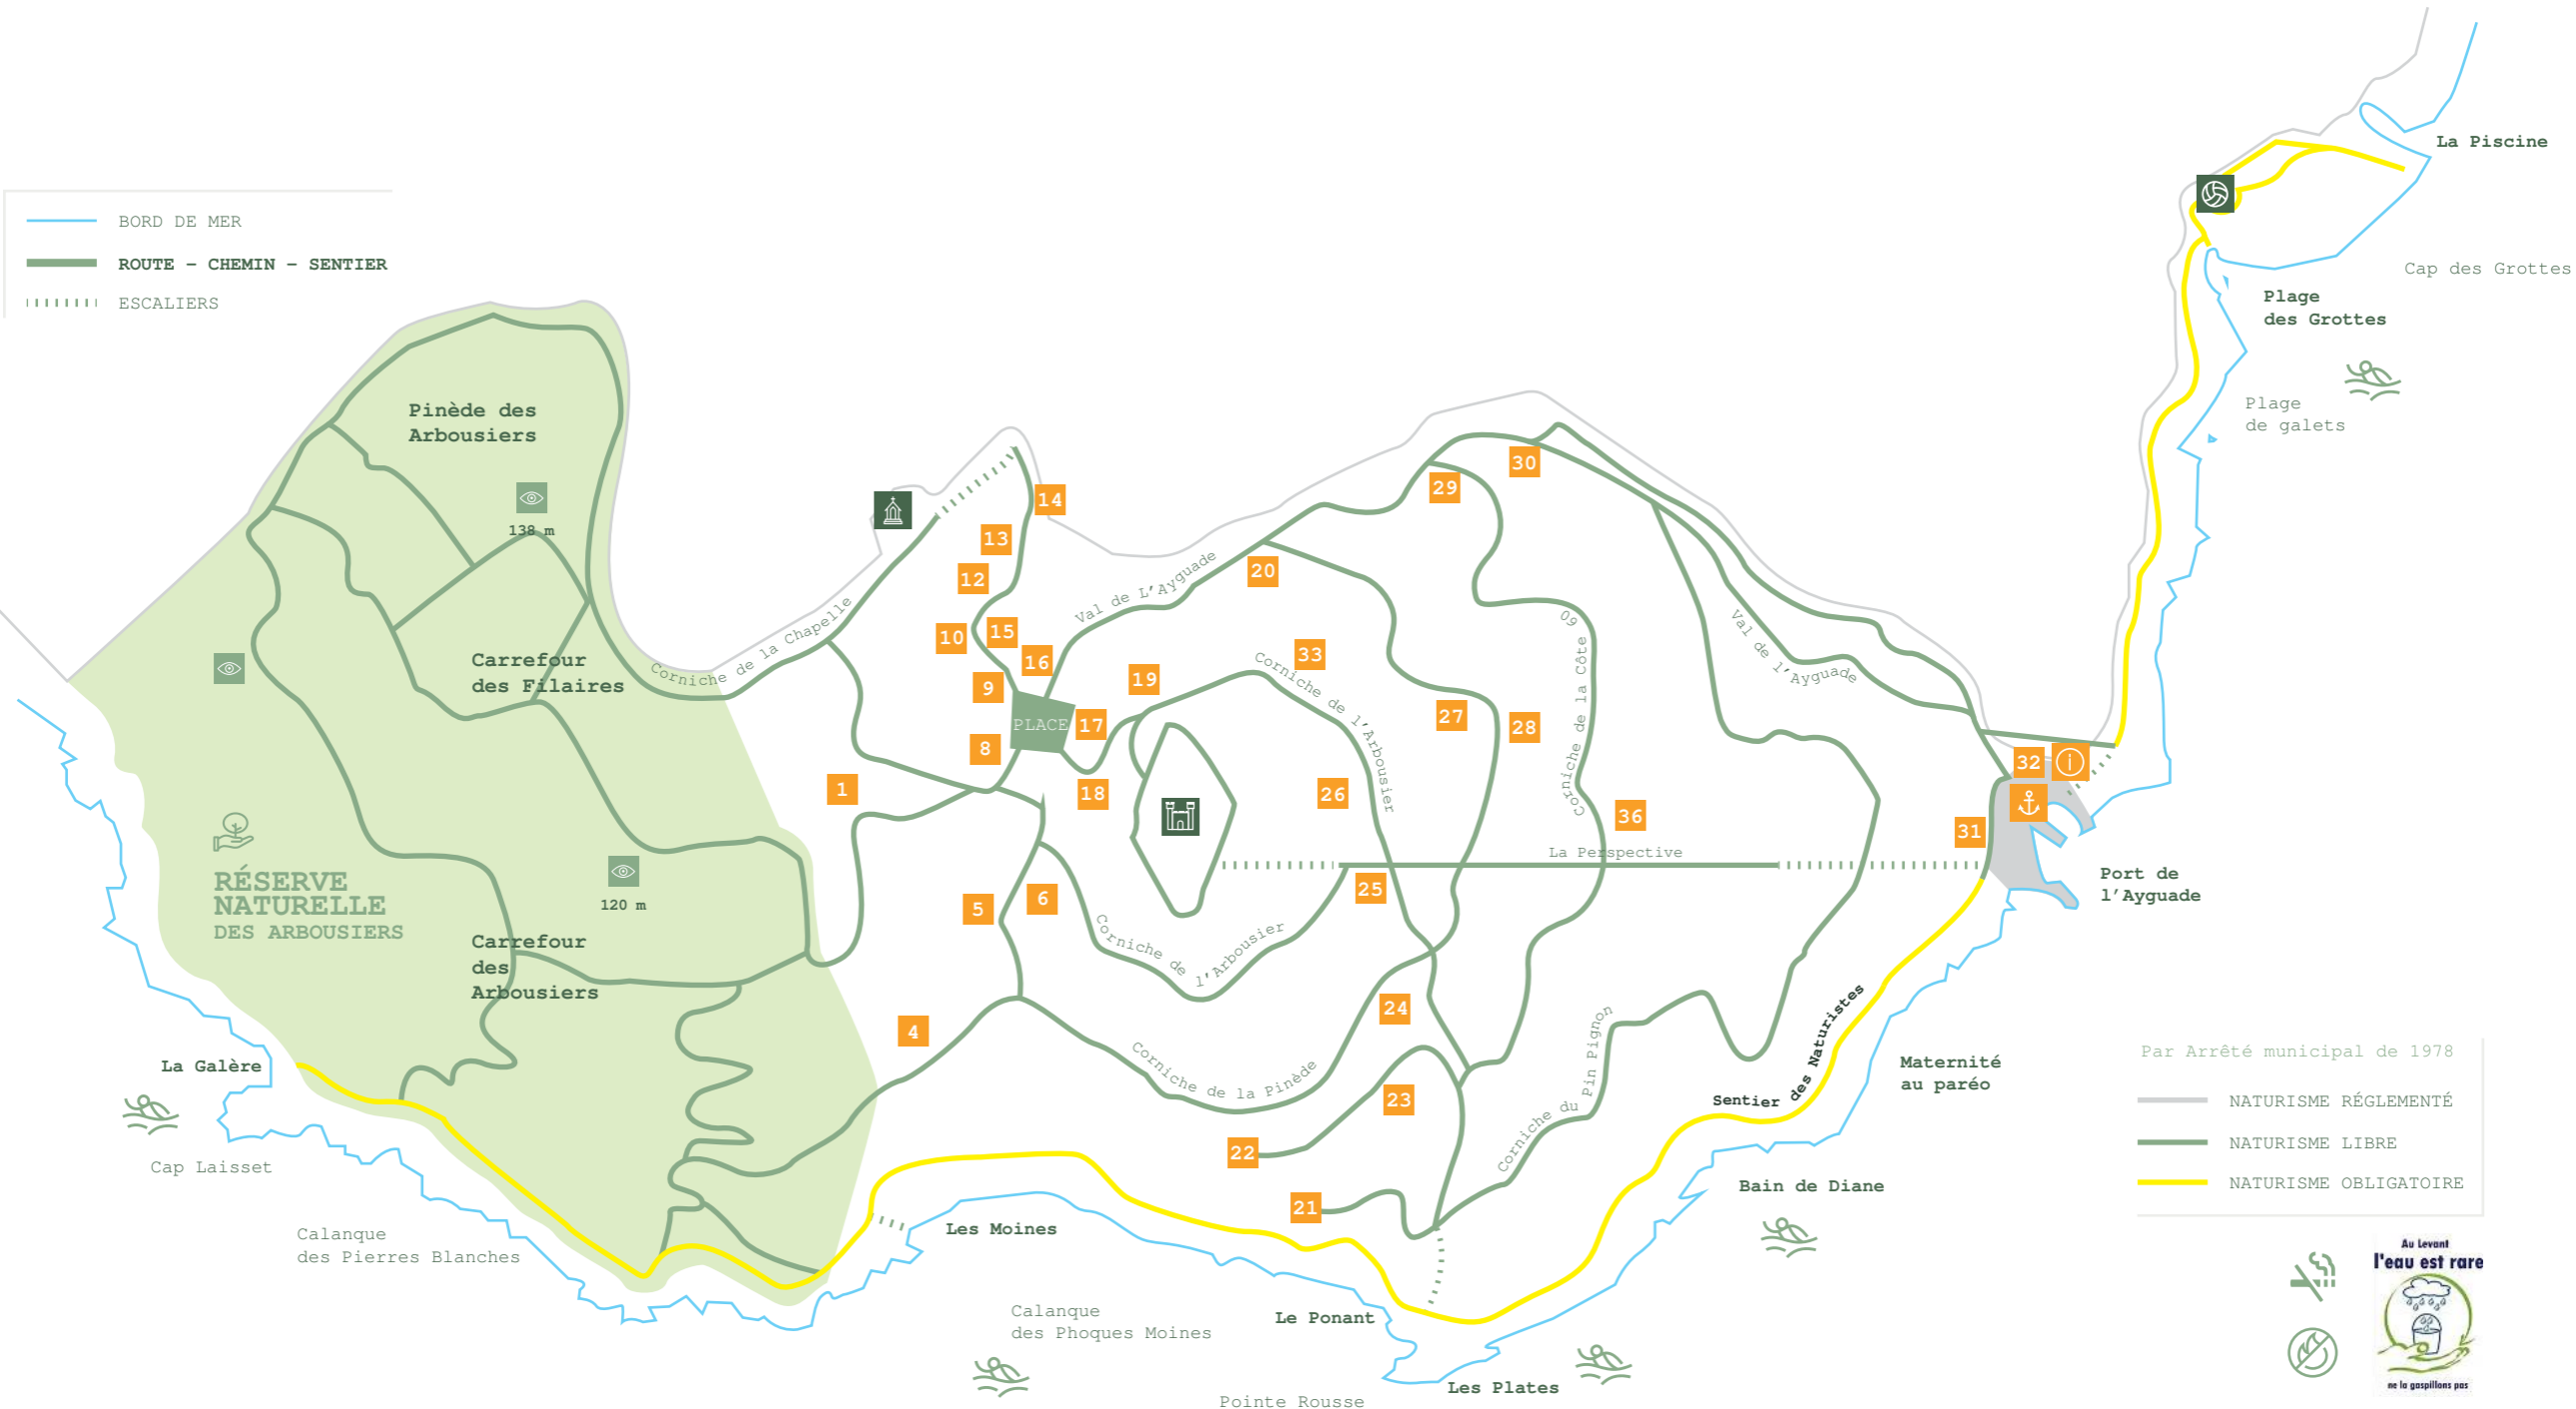 La Piscine
Cap des Grottes
Plage
des Grottes
Plage
de galets
BORD DE MER
ROUTE – CHEMIN – SENTIER
ESCALIERS
Pinède des
Arbousiers
138 m
Carrefour
des Filaires
RÉSERVE
NATURELLE
DES ARBOUSIERS
120 m
Carrefour
des
Arbousiers
Corniche de la Chapelle
14
13
12
10
15
16
9
PLACE
17
8
1
18
19
Val de L'Ayguade
20
33
Corniche de l'Arbousier
29
30
27
28
09
Corniche de la Côte
26
36
Val de l'Ayguade
32
31
Port de
l'Ayguade
La Perspective
25
5
6
Corniche de l'Arbousier
4
24
Corniche de la Pinède
23
22
21
Corniche du Pin Pignon
Sentier des Naturistes
Maternité
au paréo
Bain de Diane
La Galère
Cap Laisset
Calanque
des Pierres Blanches
Les Moines
Calanque
des Phoques Moines
Le Ponant
Les Plates
Pointe Rousse
Par Arrêté municipal de 1978
NATURISME RÉGLEMENTÉ
NATURISME LIBRE
NATURISME OBLIGATOIRE
Au Levant
l'eau est rare
ne la gaspillons pas